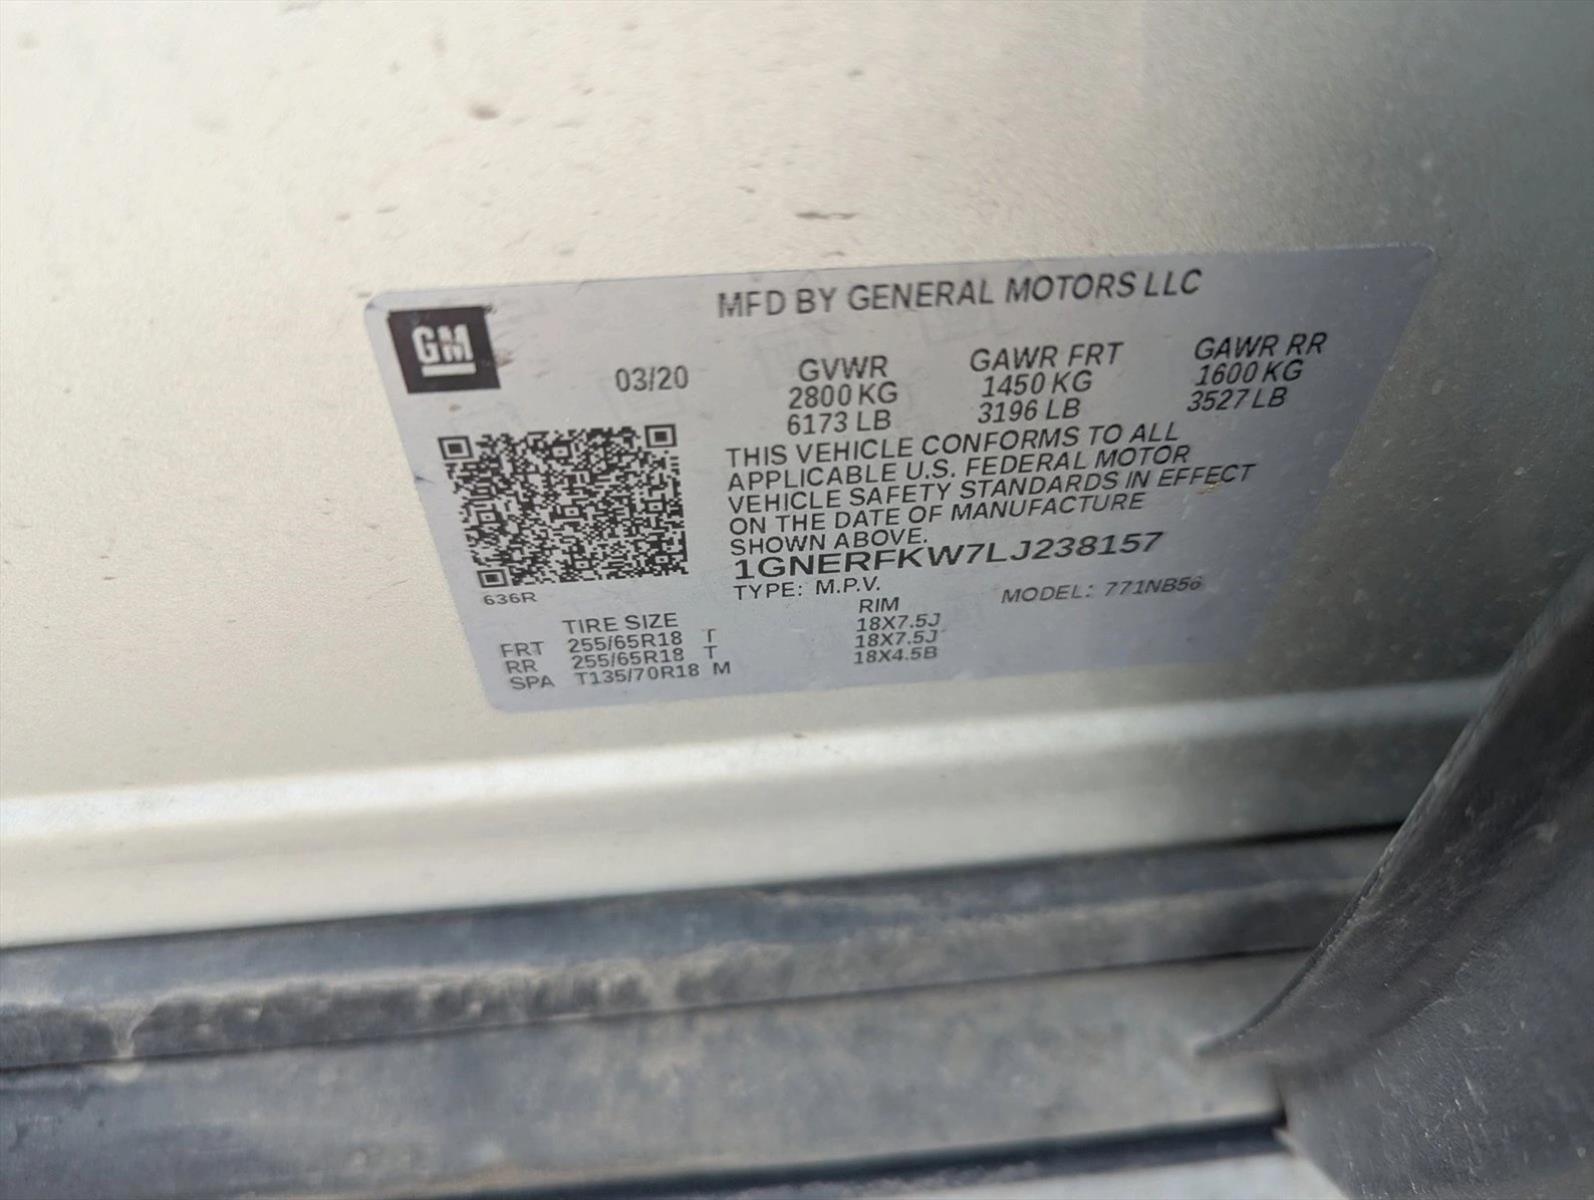 MFD BY GENERAL MOTORS LLC
GM
03/20
GVWR GAWR FRT GAWR RR
2800 KG 1450 KG 1600 KG
6173 LB 3196 LB 3527 LB
THIS VEHICLE CONFORMS TO ALL
APPLICABLE U.S. FEDERAL MOTOR
VEHICLE SAFETY STANDARDS IN EFFECT
ON THE DATE OF MANUFACTURE
SHOWN ABOVE.
1GNERFKW7LJ238157
TYPE: M.P.V. MODEL: 771NB56
636R
TIRE SIZE RIM
FRT 255/65R18 T 18X7.5J
RR 255/65R18 T 18X7.5J
SPA T135/70R18 M 18X4.5B